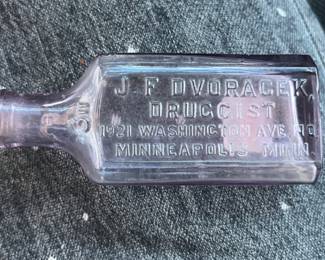 J. F. DVORACEK,
DRUGGIST
1921 WASHINGTON AVE. NO.
MINNEAPOLIS MINN